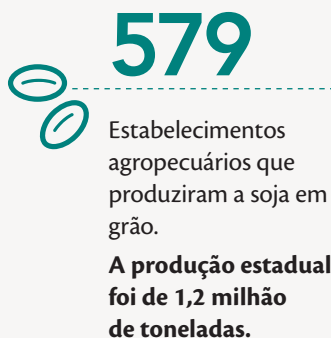 579
Estabelecimentos
agropecuários que
produziram a soja em
grão.
A produção estadual
foi de 1,2 milhão
de toneladas.